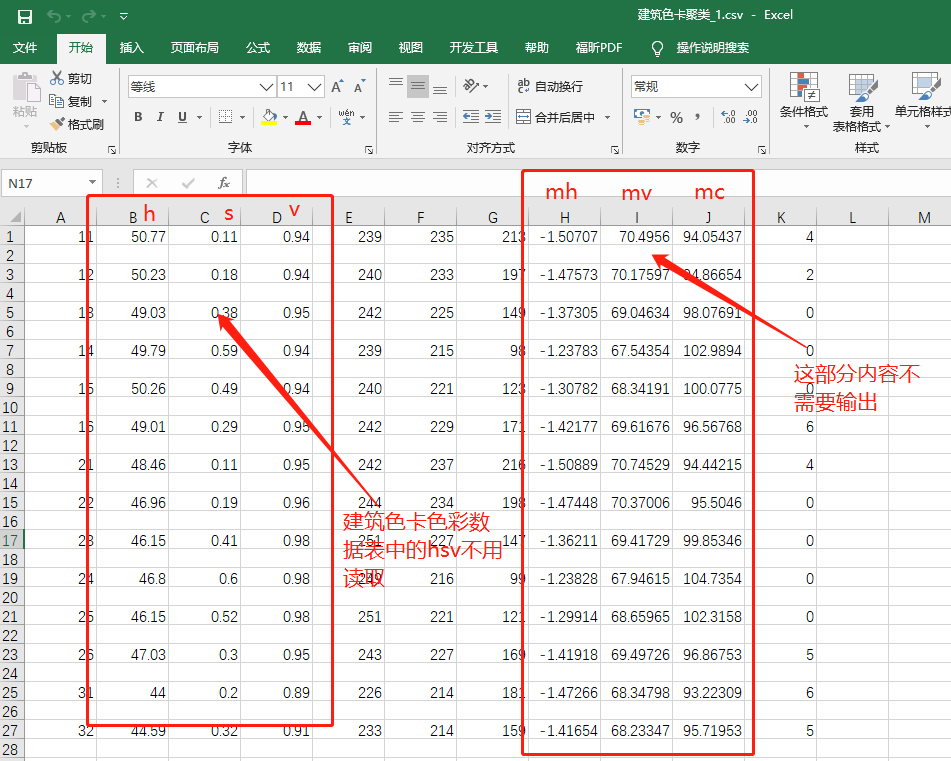 建筑色卡聚类_1.csv - Excel
文件 开始 插入 页面布局 公式 数据 审阅 视图 开发工具 帮助 福昕PDF 操作说明搜索
剪切
复制
格式刷
粘贴
剪贴板
等线 11 A A
B I U A wén 文
字体
ab 自动换行
合并后居中
对齐方式
常规
% , .00 .00
数字
条件格式 套用 单元格样式
表格格式
样式
N17 fx
h s v mh mv mc
A B C D E F G H I J K L M
1 11 50.77 0.11 0.94 239 235 213 -1.50707 70.4956 94.05437 4
2
3 12 50.23 0.18 0.94 240 233 197 -1.47573 70.17597 94.86654 2
4
5 13 49.03 0.38 0.95 242 225 149 -1.37305 69.04634 98.07691 0
6
7 14 49.79 0.59 0.94 239 215 98 -1.23783 67.54354 102.9894 0
8
9 15 50.26 0.49 0.94 240 221 123 -1.30782 68.34191 100.0775 0
10
11 16 49.01 0.29 0.95 242 229 171 -1.42177 69.61676 96.56768 6
12
13 21 48.46 0.11 0.95 242 237 216 -1.50889 70.74529 94.44215 4
14
15 22 46.96 0.19 0.96 244 234 198 -1.47448 70.37006 95.5046 0
16
17 23 46.15 0.41 0.98 251 227 147 -1.36211 69.41729 99.85346 0
18
19 24 46.8 0.6 0.98 249 216 99 -1.23828 67.94615 104.7354 0
20
21 25 46.15 0.52 0.98 251 221 121 -1.29914 68.65965 102.3158 0
22
23 26 47.03 0.3 0.95 243 227 169 -1.41918 69.49726 96.86753 5
24
25 31 44 0.2 0.89 226 214 181 -1.47266 68.34798 93.22309 6
26
27 32 44.59 0.32 0.91 233 214 159 -1.41654 68.23347 95.71953 5
28
这部分内容不
需要输出
建筑色卡色彩数
据表中的hsv不用
读取